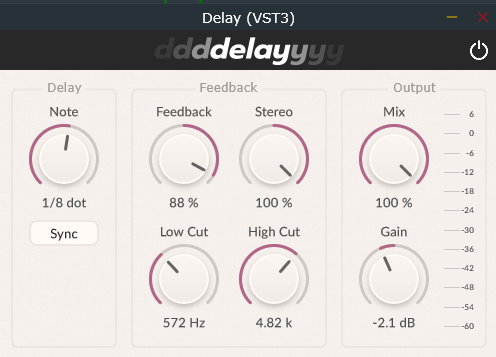 Delay (VST3)
ddddelayyyy
Delay
Feedback
Output
Note
Feedback
Stereo
Mix
1/8 dot
88 %
100 %
100 %
Sync
Low Cut
High Cut
Gain
572 Hz
4.82 k
-2.1 dB
6
0
-6
-12
-18
-24
-30
-36
-42
-48
-54
-60